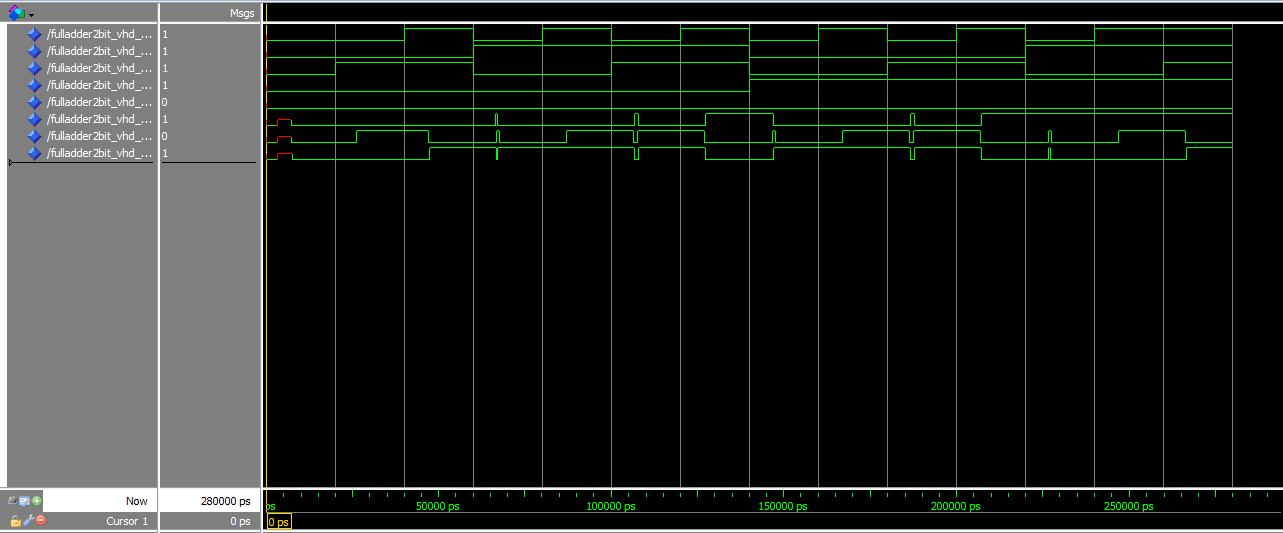 Msgs
/fulladder2bit_vhd_... 1
/fulladder2bit_vhd_... 1
/fulladder2bit_vhd_... 1
/fulladder2bit_vhd_... 1
/fulladder2bit_vhd_... 0
/fulladder2bit_vhd_... 1
/fulladder2bit_vhd_... 0
/fulladder2bit_vhd_... 1
Now 280000 ps ps 50000 ps 100000 ps 150000 ps 200000 ps 250000 ps
Cursor 1 0 ps 0 ps